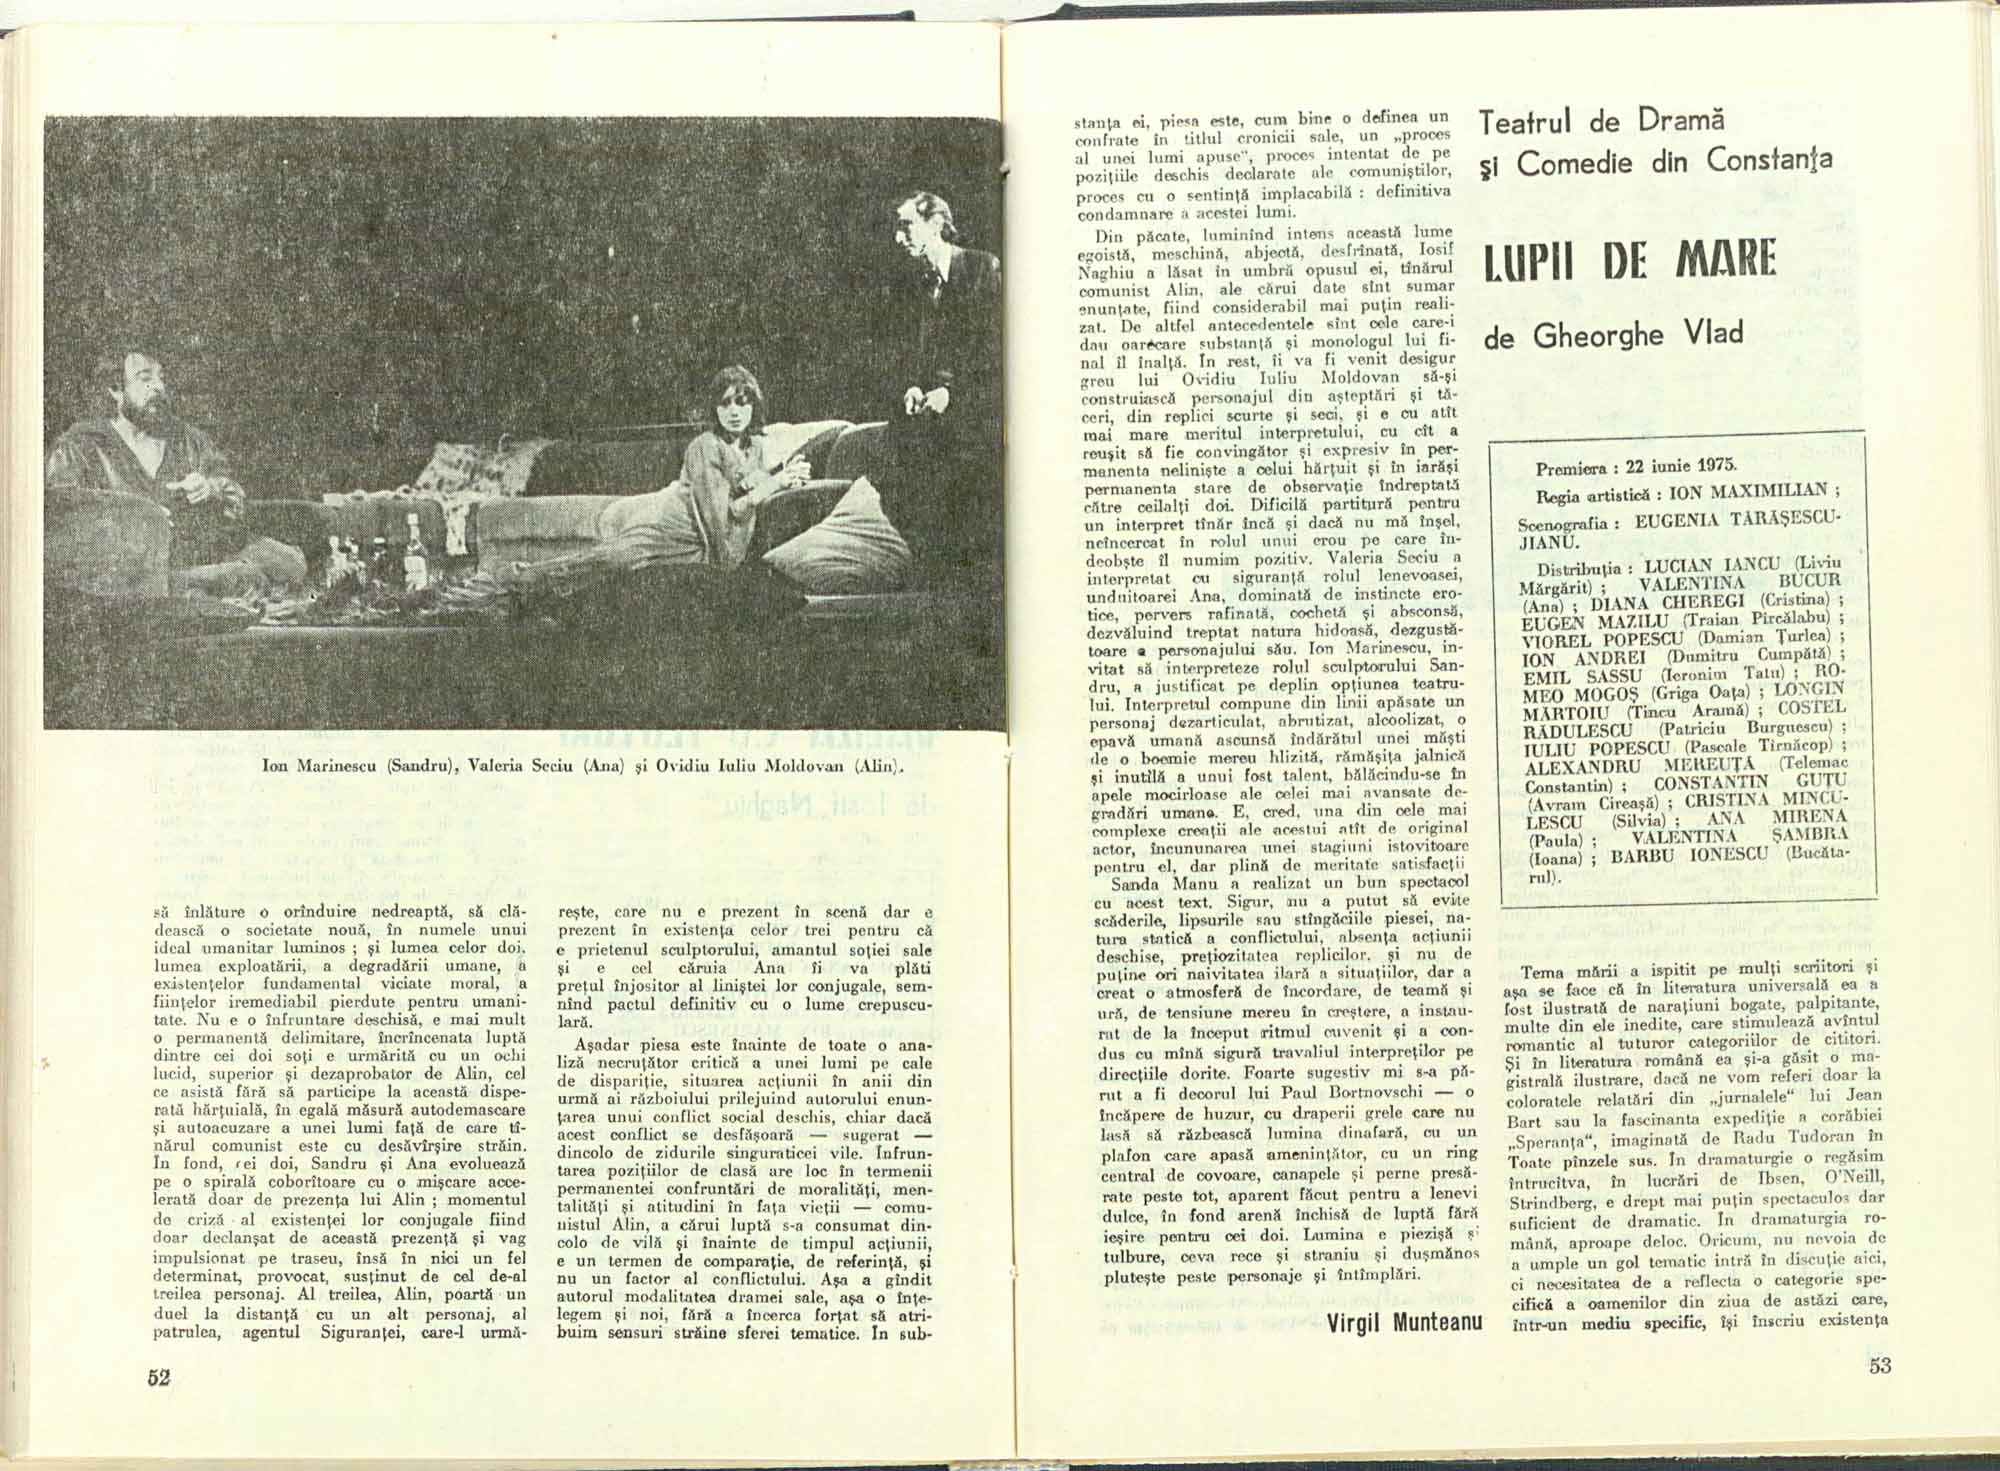 Ion Marinescu (Sandru), Valeria Seciu (Ana) și Ovidiu Iuliu Moldovan (Alin).
să înlăture o orînduire nedreaptă, să clă-
dească o societate nouă, în numele unui
ideal umanitar luminos ; și lumea celor doi,
lumea exploatării, a degradării umane, a
existențelor fundamental viciate moral, a
ființelor iremediabil pierdute pentru umani-
tate. Nu e o înfruntare deschisă, e mai mult
o permanentă delimitare, încrîncenata luptă
dintre cei doi soți e urmărită cu un ochi
lucid, superior și dezaprobator de Alin, cel
ce asistă fără să participe la această dispe-
rată hărțuială, în egală măsură autodemascare
și autoacuzare a unei lumi față de care tî-
nărul comunist este cu desăvîrșire străin.
In fond, cei doi, Sandru și Ana evoluează
pe o spirală coborîtoare cu o mișcare acce-
lerată doar de prezența lui Alin ; momentul
de criză al existenței lor conjugale fiind
doar declanșat de această prezență și vag
impulsionat pe traseu, însă în nici un fel
determinat, provocat, susținut de cel de-al
treilea personaj. Al treilea, Alin, poartă un
duel la distanță cu un alt personaj, al
patrulea, agentul Siguranței, care-l urmă-
rește, care nu e prezent în scenă dar e
prezent în existența celor trei pentru că
e prietenul sculptorului, amantul soției sale
și e cel căruia Ana îi va plăti
prețul înjositor al liniștei lor conjugale, sem-
nînd pactul definitiv cu o lume crepuscu-
lară.
Așadar piesa este înainte de toate o ana-
liză necruțător critică a unei lumi pe cale
de dispariție, situarea acțiunii în anii din
urmă ai războiului prilejuind autorului enun-
țarea unui conflict social deschis, chiar dacă
acest conflict se desfășoară — sugerat —
dincolo de zidurile singuraticei vile. Infrun-
tarea pozițiilor de clasă are loc în termenii
permanentei confruntări de moralități, men-
talități și atitudini în fața vieții — comu-
nistul Alin, a cărui luptă s-a consumat din-
colo de vilă și înainte de timpul acțiunii,
e un termen de comparație, de referință, și
nu un factor al conflictului. Așa a gîndit
autorul modalitatea dramei sale, așa o înțe-
legem și noi, fără a încerca forțat să atri-
buim sensuri străine sferei tematice. In sub-
52
stanța ei, piesa este, cum bine o definea un
confrate în titlul cronicii sale, un „proces
al unei lumi apuse", proces intentat de pe
pozițiile deschis declarate ale comuniștilor,
proces cu o sentință implacabilă : definitiva
condamnare a acestei lumi.
Din păcate, luminînd intens această lume
egoistă, meschină, abjectă, desfrînată, Iosif
Naghiu a lăsat în umbră opusul ei, tînărul
comunist Alin, ale cărui date sînt sumar
enunțate, fiind considerabil mai puțin reali-
zat. De altfel antecedentele sînt cele care-i
dau oarecare substanță și monologul lui fi-
nal îl înalță. In rest, îi va fi venit desigur
greu lui Ovidiu Iuliu Moldovan să-și
construiască personajul din așteptări și tă-
ceri, din replici scurte și seci, și e cu atît
mai mare meritul interpretului, cu cît a
reușit să fie convingător și expresiv în per-
manenta neliniște a celui hărțuit și în iarăși
permanenta stare de observație îndreptată
către ceilalți doi. Dificilă partitură pentru
un interpret tînăr încă și dacă nu mă înșel,
neîncercat în rolul unui erou pe care în-
deobște îl numim pozitiv. Valeria Seciu a
interpretat cu siguranță rolul lenevoasei,
unduitoarei Ana, dominată de instincte ero-
tice, pervers rafinată, cochetă și absconsă,
dezvăluind treptat natura hidoasă, dezgustă-
toare a personajului său. Ion Marinescu, in-
vitat să interpreteze rolul sculptorului San-
dru, a justificat pe deplin opțiunea teatru-
lui. Interpretul compune din linii apăsate un
personaj dezarticulat, abrutizat, alcoolizat, o
epavă umană ascunsă îndărătul unei măști
de o boemie mereu hlizită, rămășița jalnică
și inutilă a unui fost talent, bălăcindu-se în
apele mocirloase ale celei mai avansate de-
gradări umane. E, cred, una din cele mai
complexe creații ale acestui atît de original
actor, încununarea unei stagiuni istovitoare
pentru el, dar plină de meritate satisfacții
Sanda Manu a realizat un bun spectacol
cu acest text. Sigur, nu a putut să evite
scăderile, lipsurile sau stîngăciile piesei, na-
tura statică a conflictului, absența acțiunii
deschise, prețiozitatea replicilor, și nu de
puține ori naivitatea ilară a situațiilor, dar a
creat o atmosferă de încordare, de teamă și
ură, de tensiune mereu în creștere, a instau-
rat de la început ritmul cuvenit și a con-
dus cu mînă sigură travaliul interpreților pe
direcțiile dorite. Foarte sugestiv mi s-a pă-
rut a fi decorul lui Paul Bortnovschi — o
încăpere de huzur, cu draperii grele care nu
lasă să răzbească lumina dinafară, cu un
plafon care apasă amenințător, cu un ring
central de covoare, canapele și perne presă-
rate peste tot, aparent făcut pentru a lenevi
dulce, în fond arenă închisă de luptă fără
ieșire pentru cei doi. Lumina e piezișă și
tulbure, ceva rece și straniu și dușmănos
plutește peste personaje și întîmplări.
Virgil Munteanu
Teatrul de Dramă
și Comedie din Constanța
LUPII DE MARE
de Gheorghe Vlad
Premiera : 22 iunie 1975.
Regia artistică : ION MAXIMILIAN ;
Scenografia : EUGENIA TĂRĂȘESCU-
JIANU.
Distribuția : LUCIAN IANCU (Liviu
Mărgărit) ; VALENTINA BUCUR
(Ana) ; DIANA CHEREGI (Cristina) ;
EUGEN MAZILU (Traian Pîrcălabu) ;
VIOREL POPESCU (Damian Țurlea) ;
ION ANDREI (Dumitru Cumpătă) ;
EMIL SASSU (Ieronim Tatu) ; RO-
MEO MOGOȘ (Griga Oața) ; LONGIN
MĂRTOIU (Tincu Aramă) ; COSTEL
RĂDULESCU (Patriciu Burguescu) ;
IULIU POPESCU (Pascale Tîrnăcop) ;
ALEXANDRU MEREUȚĂ (Telemac
Constantin) ; CONSTANTIN GUȚU
(Avram Cireașă) ; CRISTINA MINCU-
LESCU (Silvia) ; ANA MIRENA
(Paula) ; VALENTINA ȘAMBRA
(Ioana) ; BARBU IONESCU (Bucăta-
rul).
Tema mării a ispitit pe mulți scriitori și
așa se face că în literatura universală ea a
fost ilustrată de narațiuni bogate, palpitante,
multe din ele inedite, care stimulează avîntul
romantic al tuturor categoriilor de cititori.
Și în literatura română ea și-a găsit o ma-
gistrală ilustrare, dacă ne vom referi doar la
coloratele relatări din „jurnalele" lui Jean
Bart sau la fascinanta expediție a corăbiei
„Speranța", imaginată de Radu Tudoran în
Toate pînzele sus. In dramaturgie o regăsim
întrucîtva, în lucrări de Ibsen, O'Neill,
Strindberg, e drept mai puțin spectaculos dar
suficient de dramatic. In dramaturgia ro-
mână, aproape deloc. Oricum, nu nevoia de
a umple un gol tematic intră în discuție aici,
ci necesitatea de a reflecta o categorie spe-
cifică a oamenilor din ziua de astăzi care,
într-un mediu specific, își înscriu existența
53